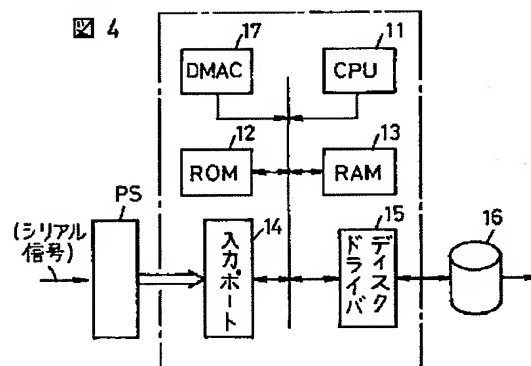 図 4
17
DMAC
11
CPU
12
ROM
13
RAM
PS
(シリアル
信号)
14
入力ポート
15
ディスク
ドライバ
16